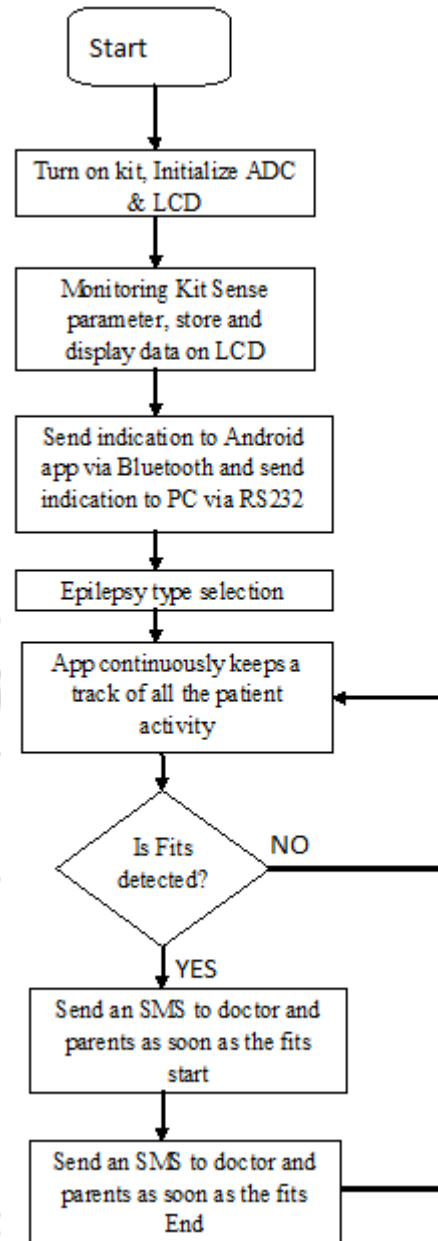 Start
Turn on kit, Initialize ADC
& LCD
Monitoring Kit Sense
parameter, store and
display data on LCD
Send indication to Android
app via Bluetooth and send
indication to PC via RS232
Epilepsy type selection
App continuously keeps a
track of all the patient
activity
Is Fits
detected?
NO
YES
Send an SMS to doctor and
parents as soon as the fits
start
Send an SMS to doctor and
parents as soon as the fits
End